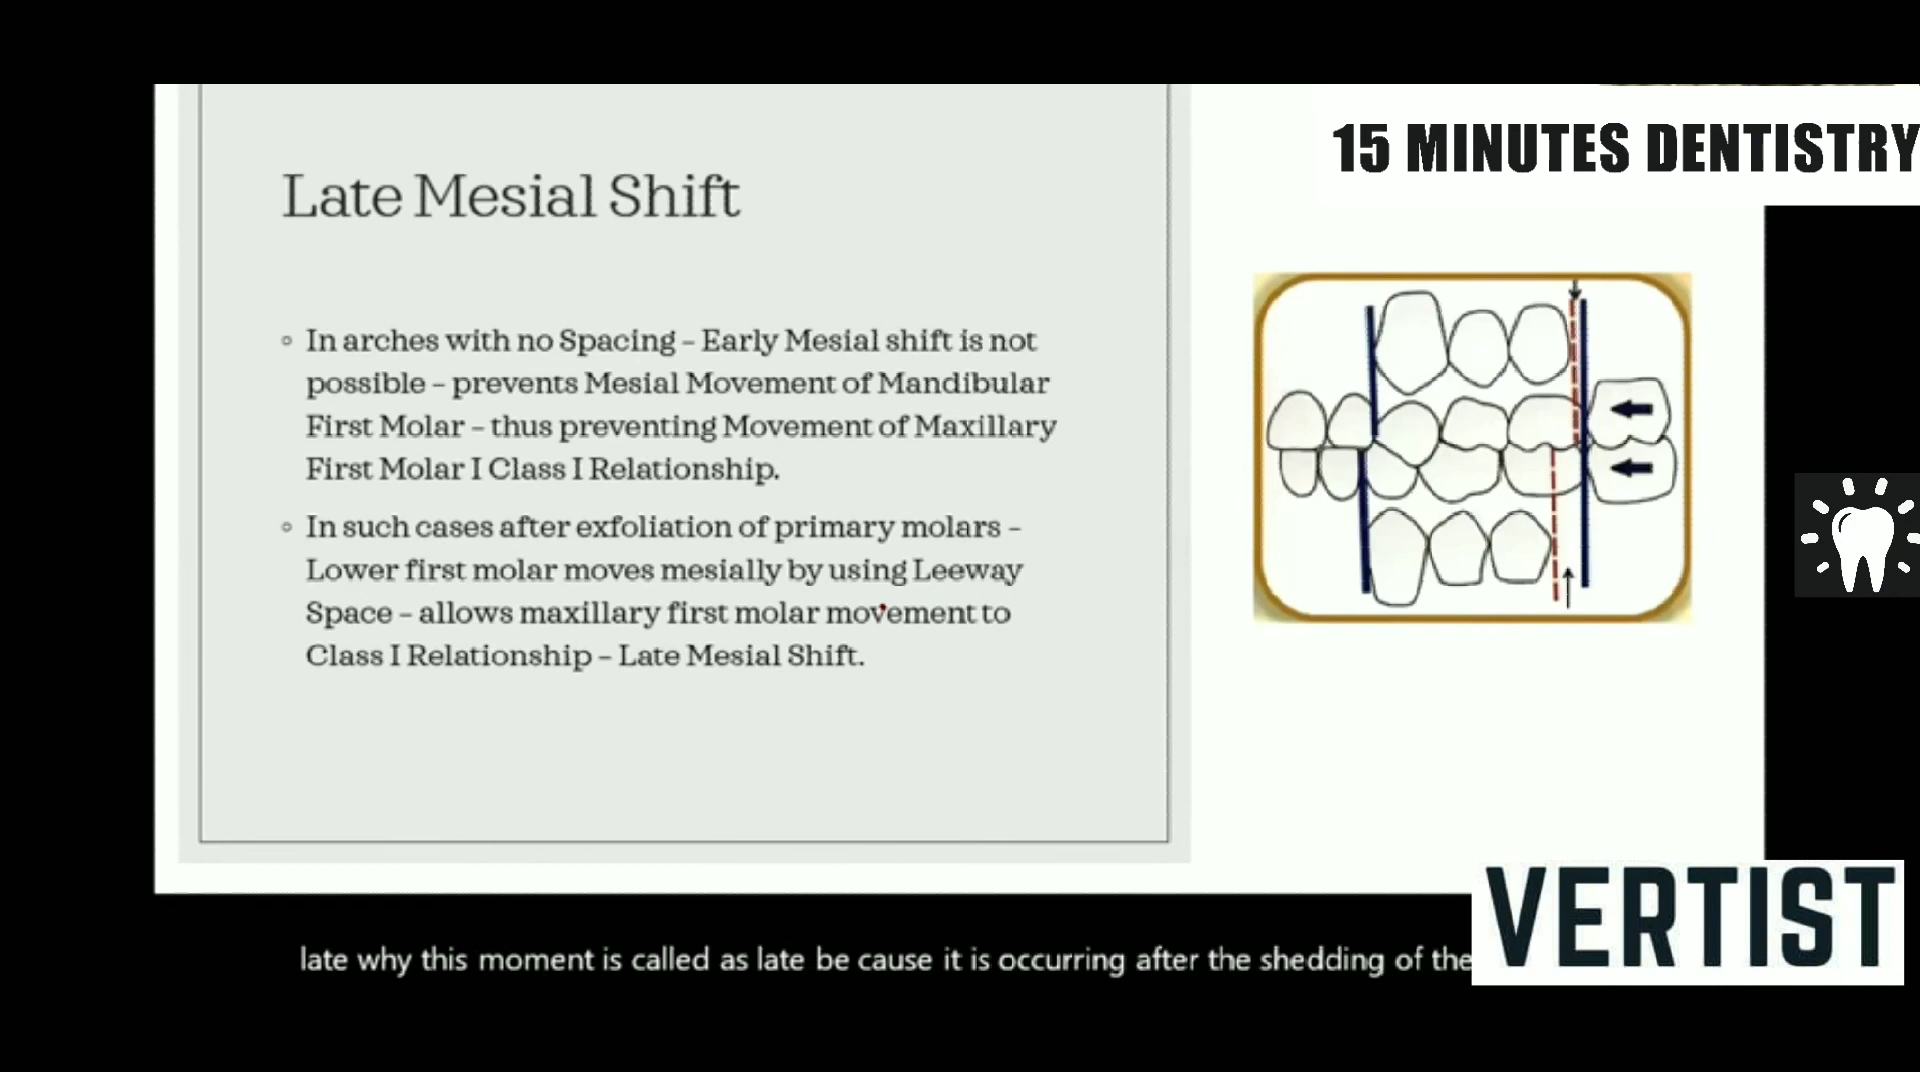 15 MINUTES DENTISTRY
Late Mesial Shift
In arches with no Spacing – Early Mesial shift is not
possible – prevents Mesial Movement of Mandibular
First Molar – thus preventing Movement of Maxillary
First Molar I Class I Relationship.
In such cases after exfoliation of primary molars –
Lower first molar moves mesially by using Leeway
Space – allows maxillary first molar movement to
Class I Relationship – Late Mesial Shift.
VERTIST
late why this moment is called as late be cause it is occurring after the shedding of the